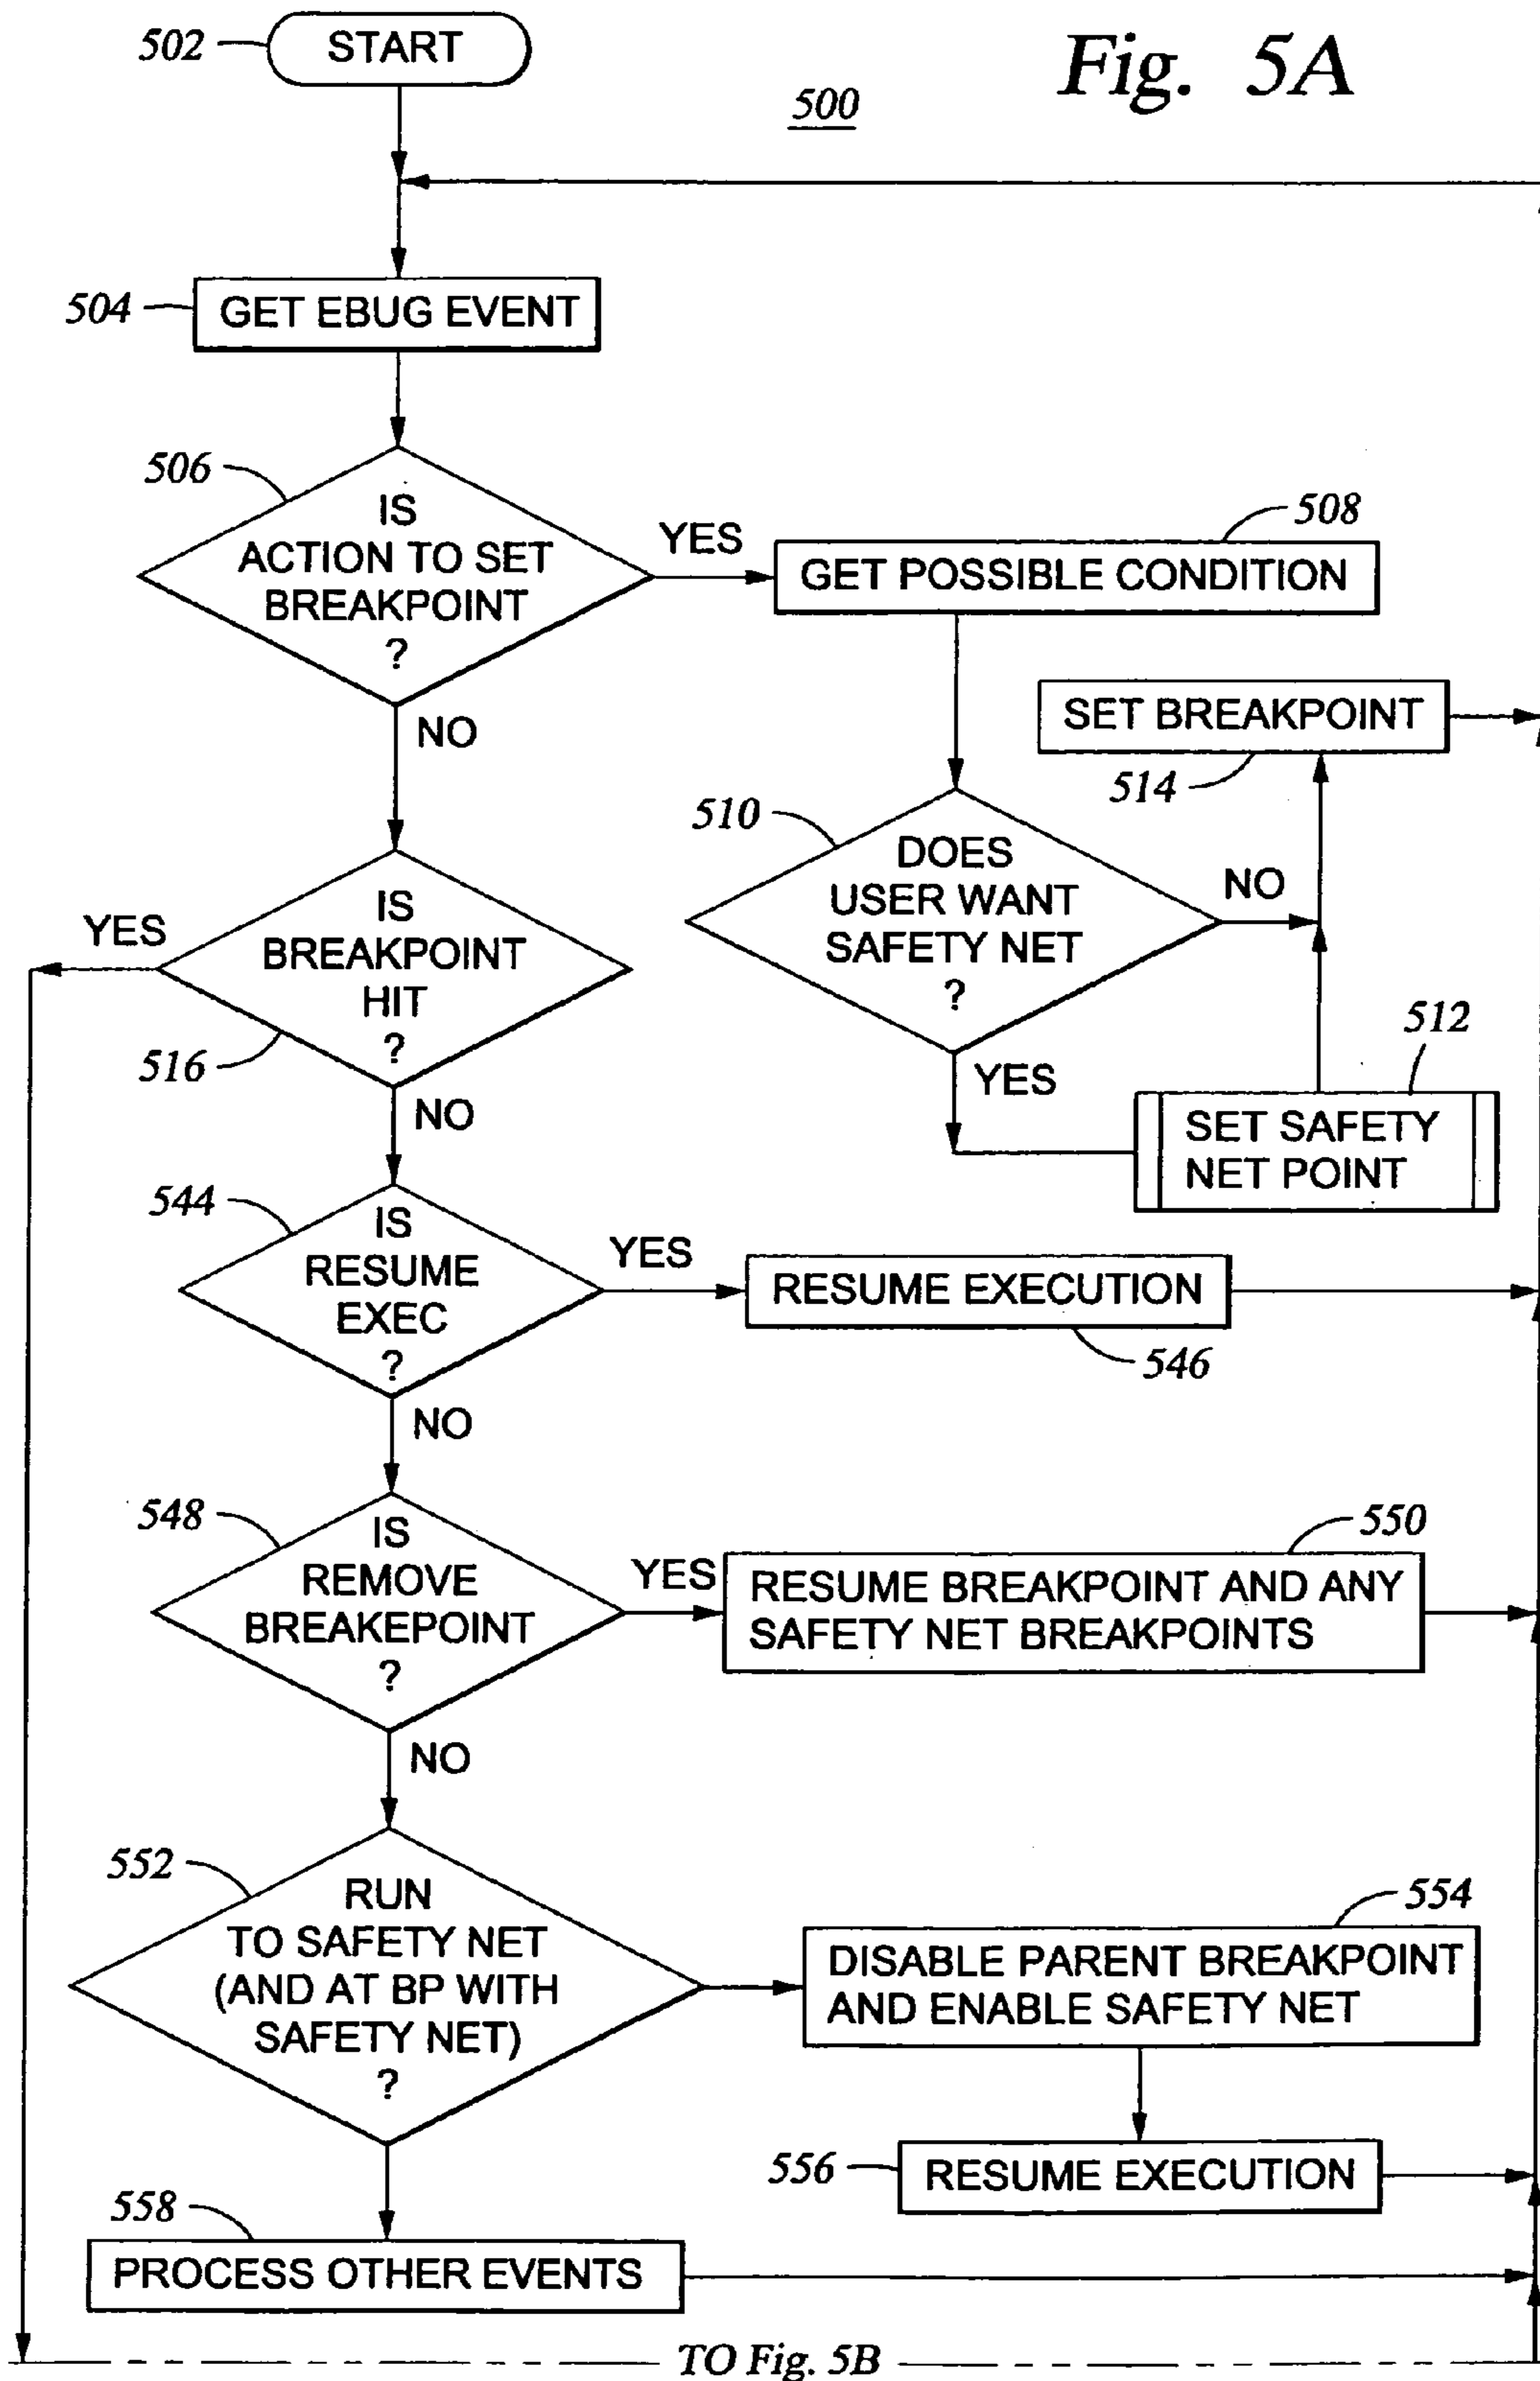 Fig. 5A
500
502
START
504
GET EBUG EVENT
506
IS
ACTION TO SET
BREAKPOINT
?
YES
NO
508
GET POSSIBLE CONDITION
SET BREAKPOINT
514
510
DOES
USER WANT
SAFETY NET
?
NO
YES
512
SET SAFETY
NET POINT
YES
IS
BREAKPOINT
HIT
?
516
NO
544
IS
RESUME
EXEC
?
YES
RESUME EXECUTION
546
NO
548
IS
REMOVE
BREAKEPOINT
?
YES
550
RESUME BREAKPOINT AND ANY
SAFETY NET BREAKPOINTS
NO
552
RUN
TO SAFETY NET
(AND AT BP WITH
SAFETY NET)
?
554
DISABLE PARENT BREAKPOINT
AND ENABLE SAFETY NET
556
RESUME EXECUTION
558
PROCESS OTHER EVENTS
TO Fig. 5B